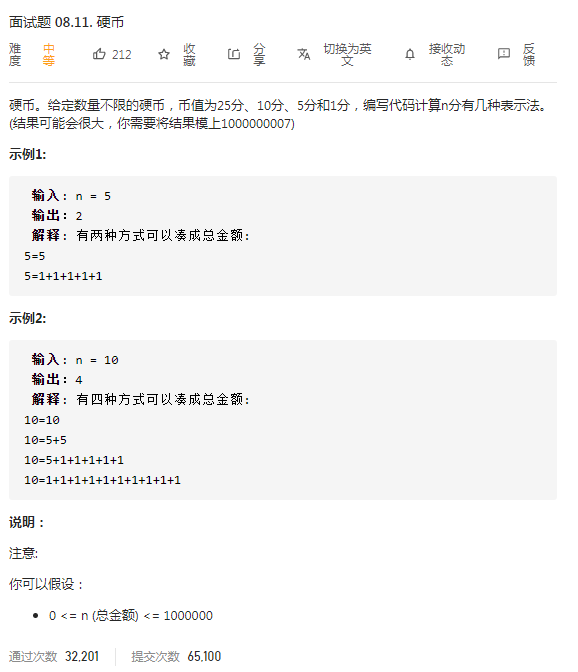 面试题 08.11. 硬币
难度 中等 212 收藏 分享 切换为英文 接收动态 反馈
硬币。给定数量不限的硬币，币值为25分、10分、5分和1分，编写代码计算n分有几种表示法。
(结果可能会很大，你需要将结果模上1000000007)
示例1:
输入: n = 5
输出: 2
解释: 有两种方式可以凑成总金额:
5=5
5=1+1+1+1+1
示例2:
输入: n = 10
输出: 4
解释: 有四种方式可以凑成总金额:
10=10
10=5+5
10=5+1+1+1+1+1
10=1+1+1+1+1+1+1+1+1+1
说明：
注意:
你可以假设：
• 0 <= n (总金额) <= 1000000
通过次数 32,201 提交次数 65,100